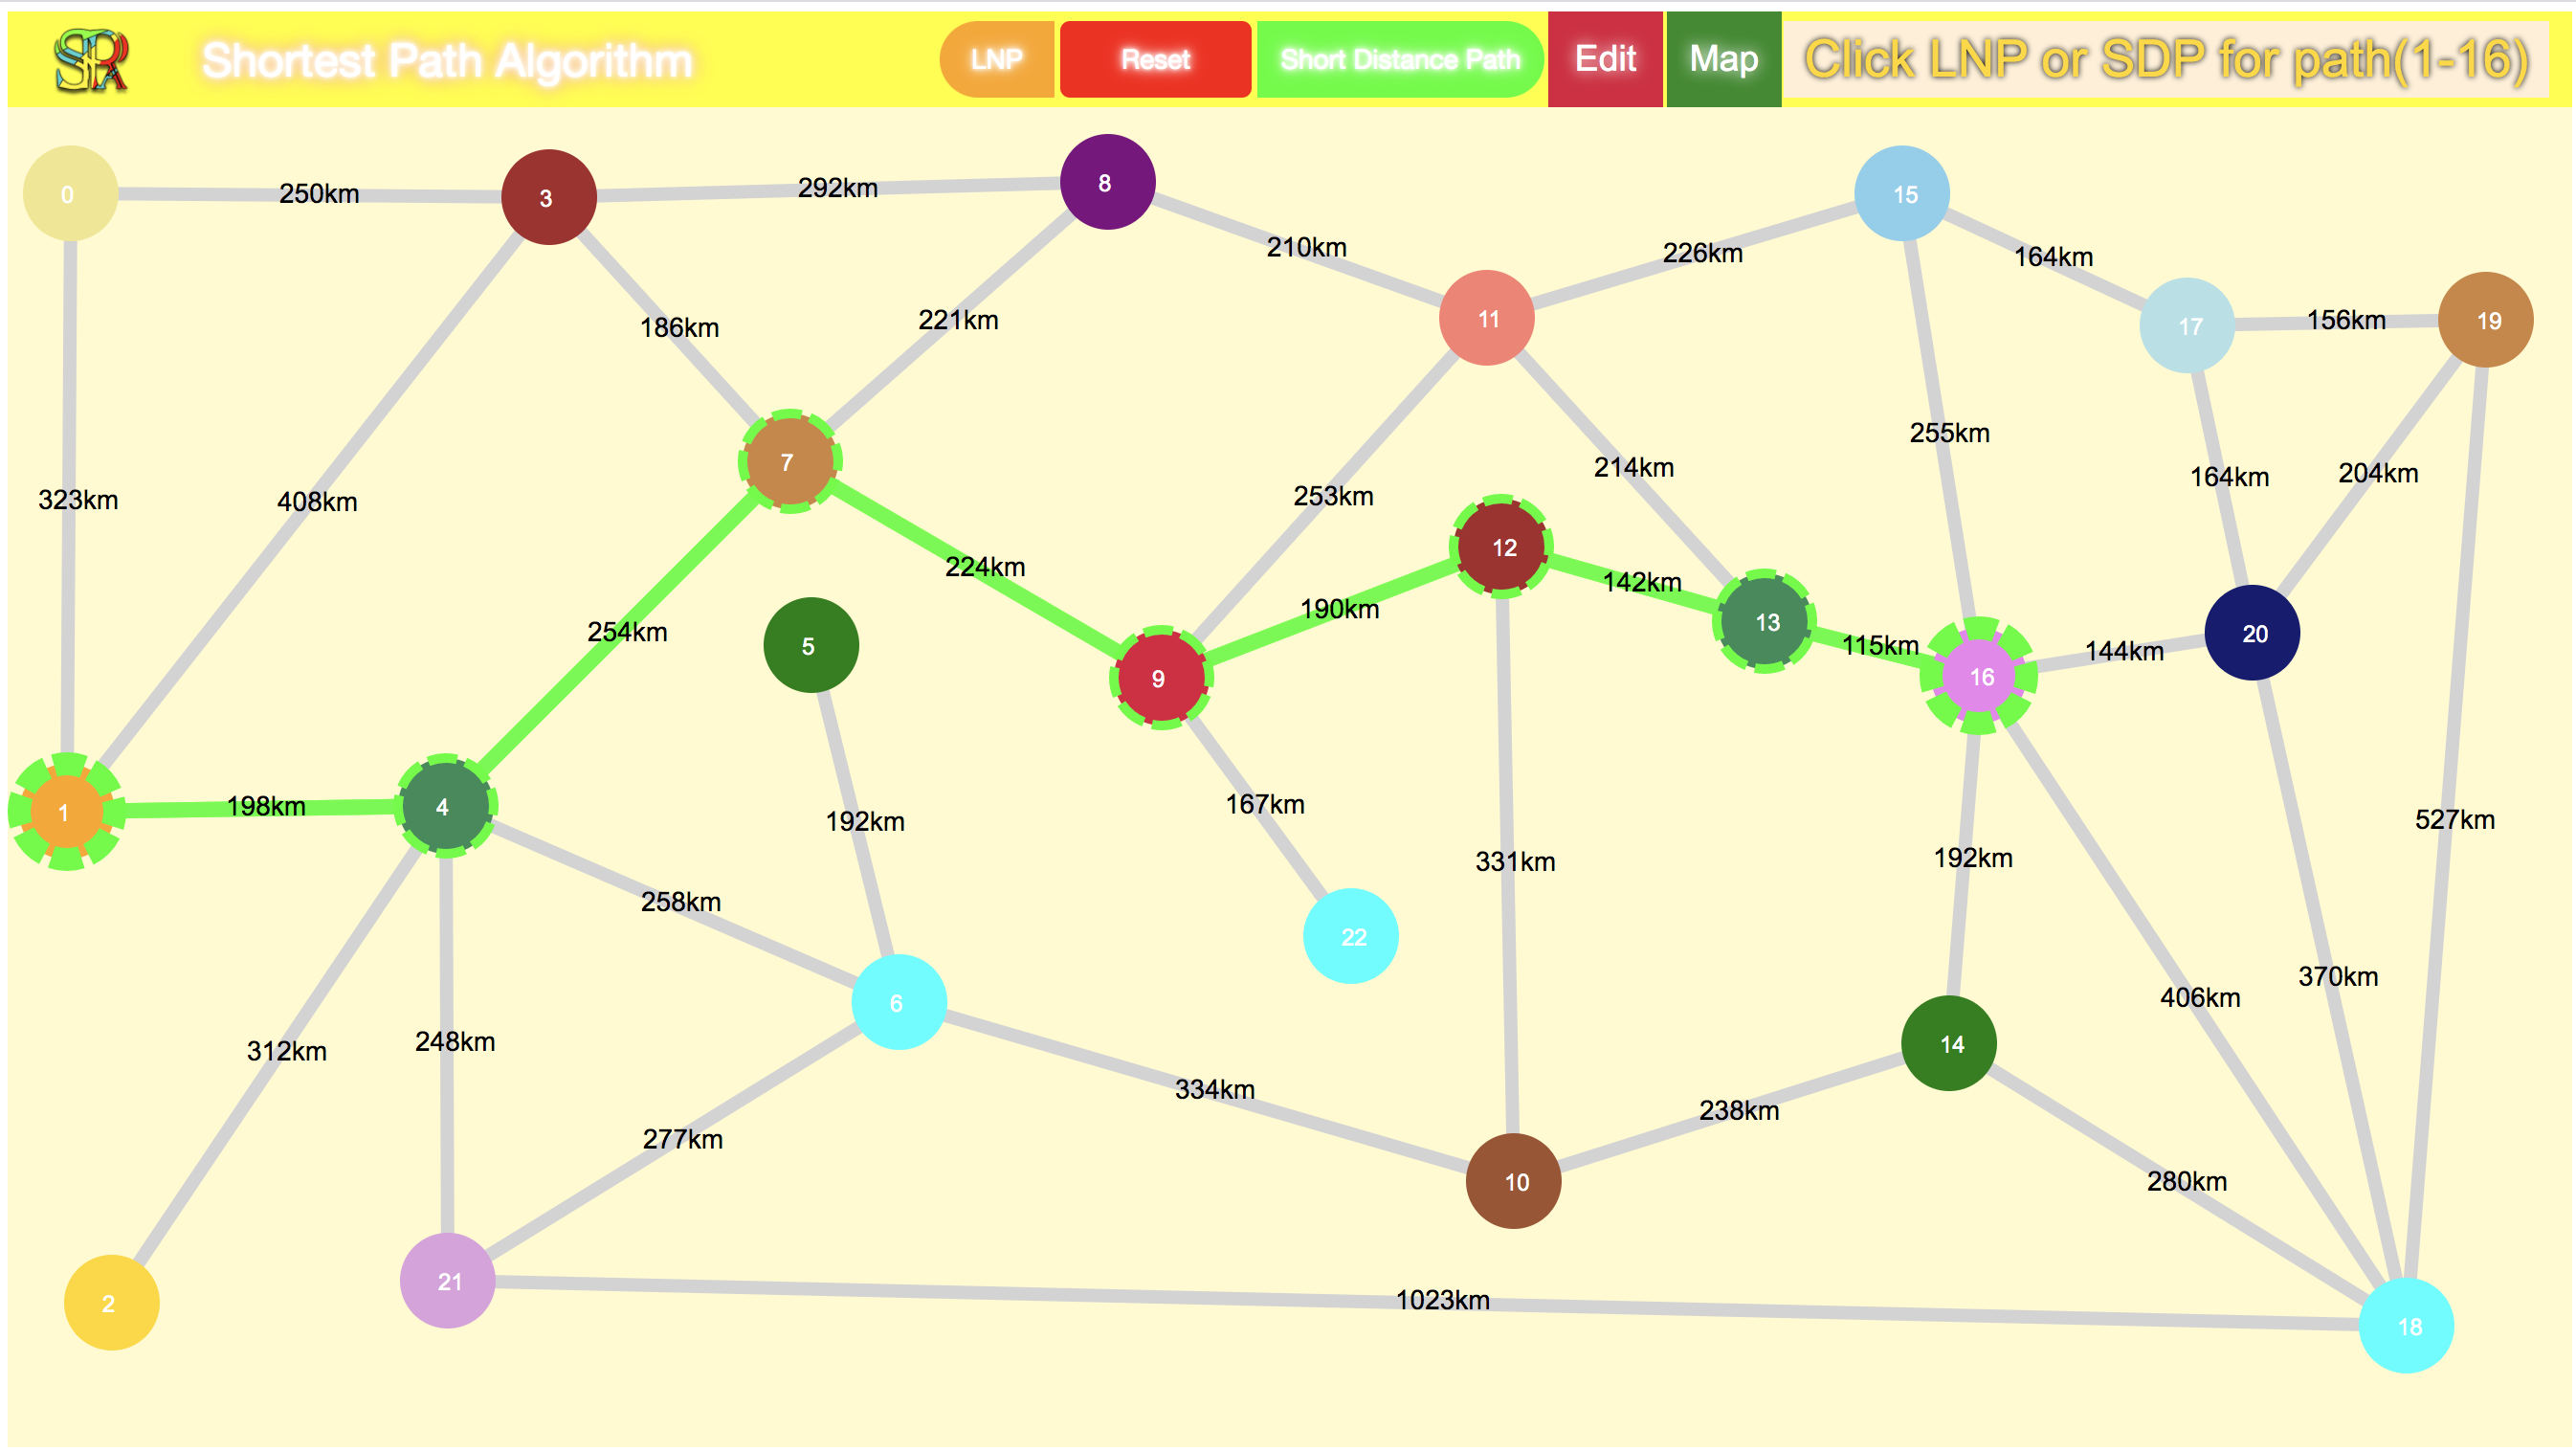 SPA
Shortest Path Algorithm
LNP
Reset
Short Distance Path
Edit
Map
Click LNP or SDP for path(1-16)
0
250km
3
292km
8
15
210km
226km
164km
11
17
156km
19
186km
221km
323km
408km
7
253km
214km
255km
164km
204km
224km
12
142km
254km
5
190km
13
115km
16
144km
20
9
1
198km
4
192km
167km
331km
192km
527km
258km
22
6
312km
248km
14
406km
370km
277km
334km
238km
10
280km
2
21
1023km
18